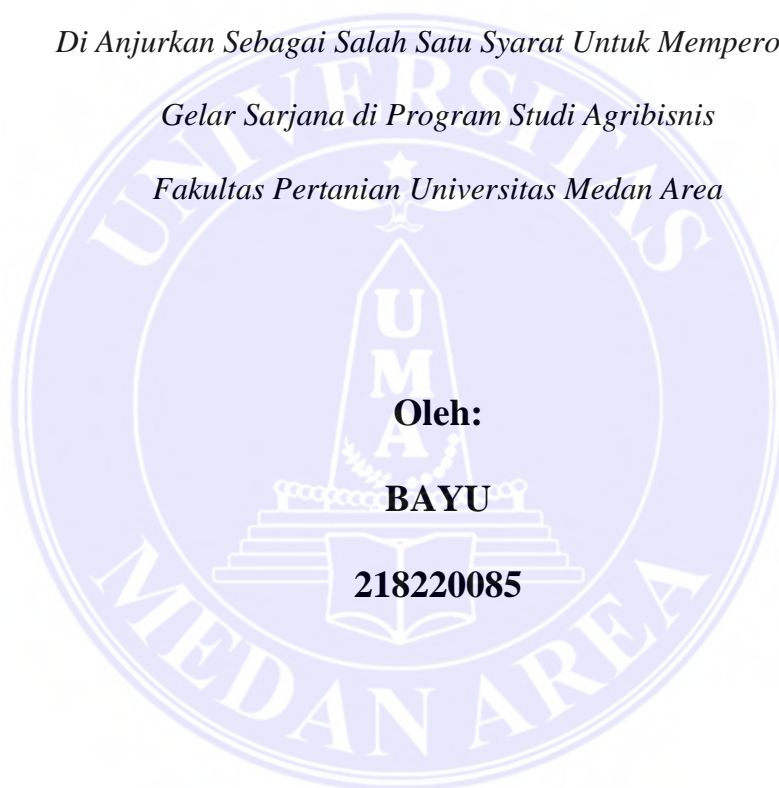 Di Anjurkan Sebagai Salah Satu Syarat Untuk Mempero
Gelar Sarjana di Program Studi Agribisnis
Fakultas Pertanian Universitas Medan Area
UNIVERSITAS
U
M
A
Oleh:
BAYU
218220085
MEDAN AREA